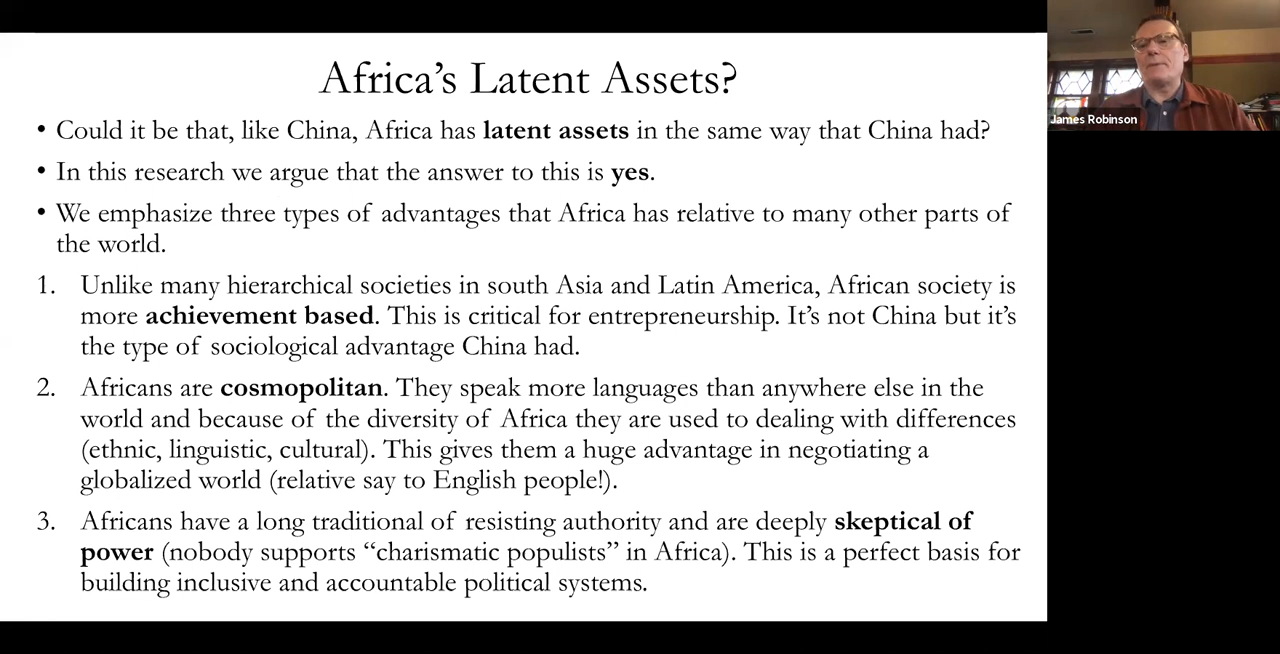 Africa's Latent Assets?
• Could it be that, like China, Africa has latent assets in the same way that China had?
• In this research we argue that the answer to this is yes.
• We emphasize three types of advantages that Africa has relative to many other parts of
the world.
1. Unlike many hierarchical societies in south Asia and Latin America, African society is
more achievement based. This is critical for entrepreneurship. It's not China but it's
the type of sociological advantage China had.
2. Africans are cosmopolitan. They speak more languages than anywhere else in the
world and because of the diversity of Africa they are used to dealing with differences
(ethnic, linguistic, cultural). This gives them a huge advantage in negotiating a
globalized world (relative say to English people!).
3. Africans have a long traditional of resisting authority and are deeply skeptical of
power (nobody supports “charismatic populists” in Africa). This is a perfect basis for
building inclusive and accountable political systems.
James Robinson